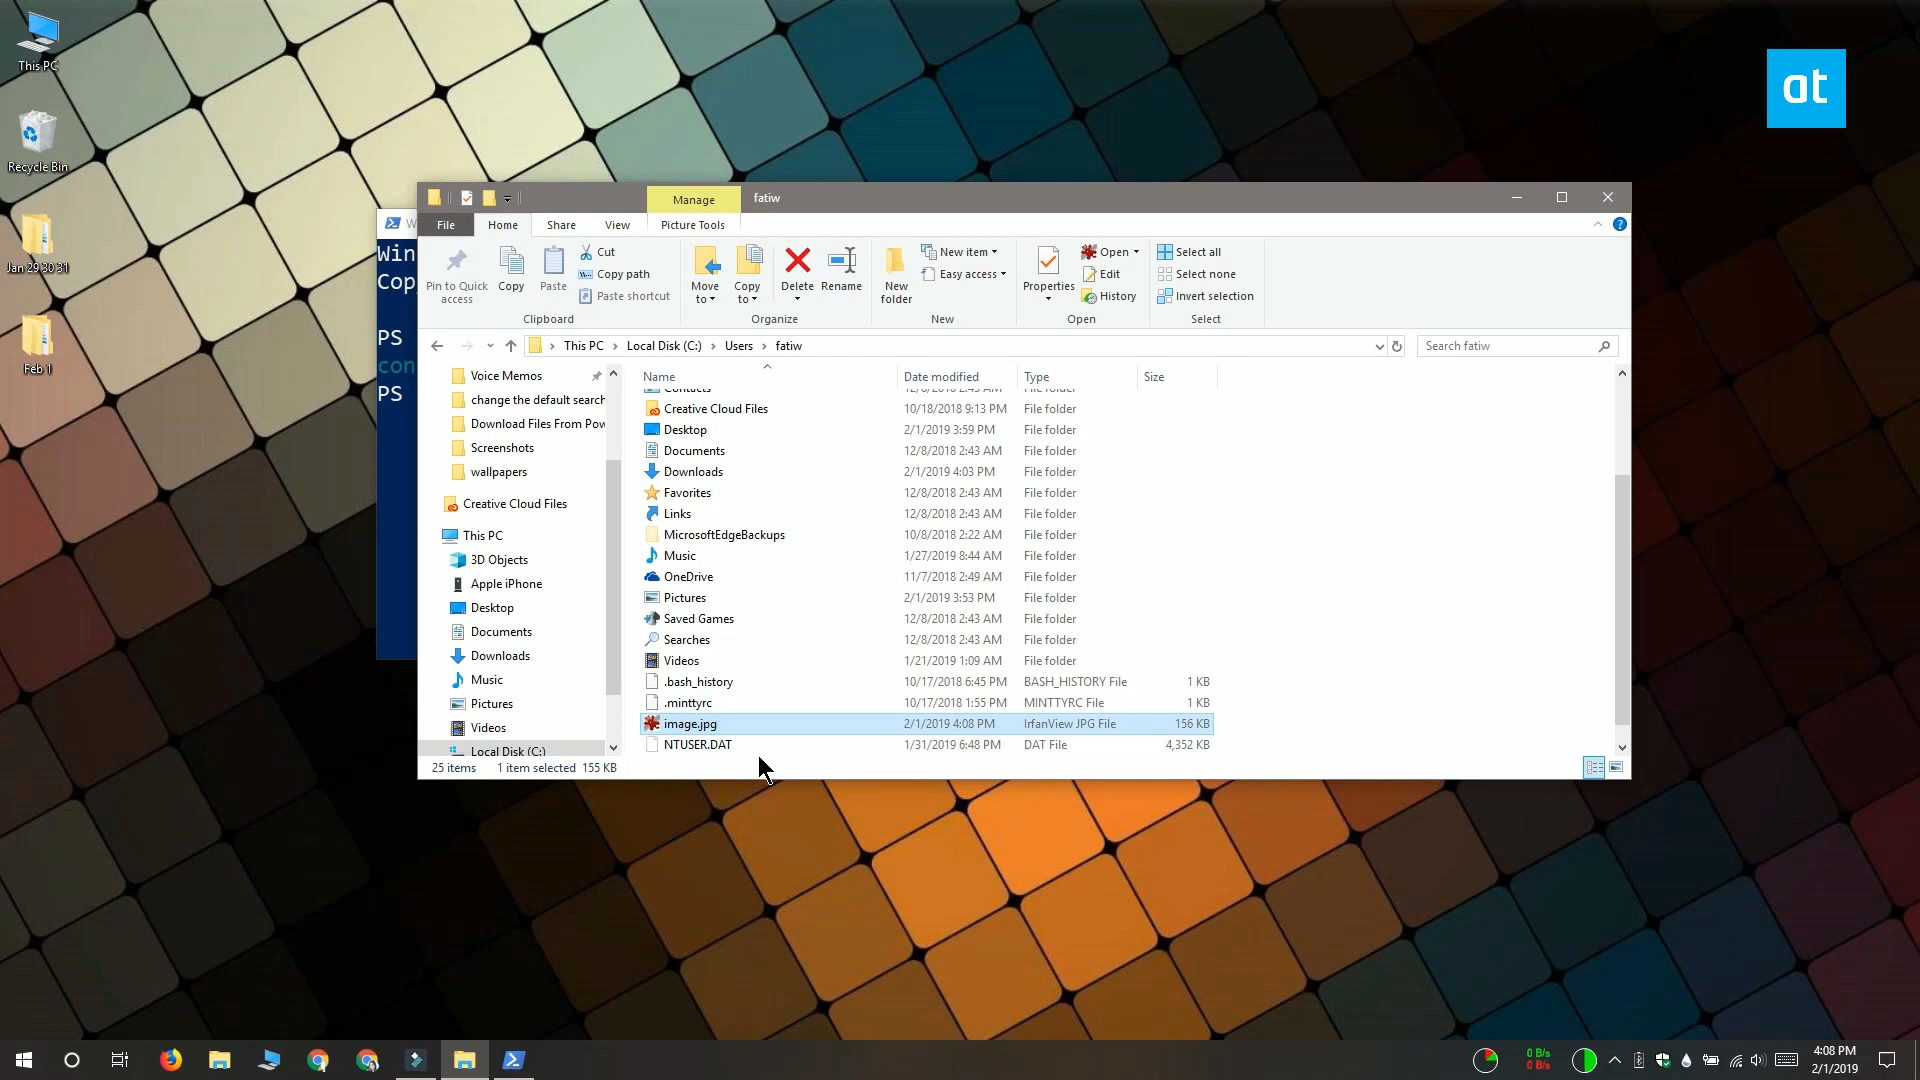 This PC
Recycle Bin
Jan 29 30 31
Feb 1
at
W
Win
Cop
PS
con
PS
Manage
fatiw
File
Home
Share
View
Picture Tools
Pin to Quick access
Copy
Paste
Cut
Copy path
Paste shortcut
Clipboard
Move to
Copy to
Delete
Rename
Organize
New folder
New item
Easy access
New
Properties
Open
Edit
History
Open
Select all
Select none
Invert selection
Select
This PC > Local Disk (C:) > Users > fatiw
Search fatiw
Voice Memos
change the default search
Download Files From Pow
Screenshots
wallpapers
Creative Cloud Files
This PC
3D Objects
Apple iPhone
Desktop
Documents
Downloads
Music
Pictures
Videos
Local Disk (C:)
Name Date modified Type Size
Contacts 12/8/2018 2:43 AM File folder
Creative Cloud Files 10/18/2018 9:13 PM File folder
Desktop 2/1/2019 3:59 PM File folder
Documents 12/8/2018 2:43 AM File folder
Downloads 2/1/2019 4:03 PM File folder
Favorites 12/8/2018 2:43 AM File folder
Links 12/8/2018 2:43 AM File folder
MicrosoftEdgeBackups 10/8/2018 2:22 AM File folder
Music 1/27/2019 8:44 AM File folder
OneDrive 11/7/2018 2:49 AM File folder
Pictures 2/1/2019 3:53 PM File folder
Saved Games 12/8/2018 2:43 AM File folder
Searches 12/8/2018 2:43 AM File folder
Videos 1/21/2019 1:09 AM File folder
.bash_history 10/17/2018 6:45 PM BASH_HISTORY File 1 KB
.minttyrc 10/17/2018 1:55 PM MINTTYRC File 1 KB
image.jpg 2/1/2019 4:08 PM IrfanView JPG File 156 KB
NTUSER.DAT 1/31/2019 6:48 PM DAT File 4,352 KB
25 items 1 item selected 155 KB
0 B/s
0 B/s
4:08 PM
2/1/2019